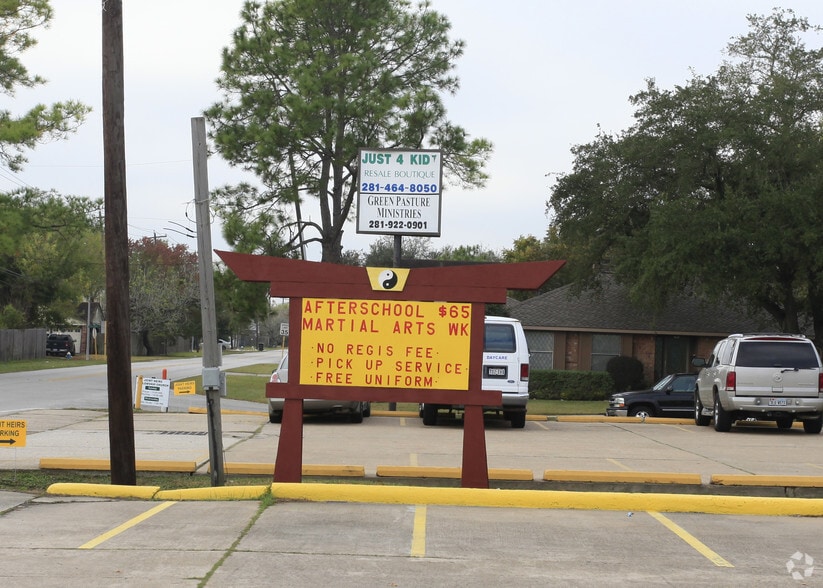 JUST 4 KID
RESALE BOUTIQUE
281-464-8050
GREEN PASTURE
MINISTRIES
281-922-0901
AFTERSCHOOL $65
MARTIAL ARTS WK
NO REGIS FEE.
PICK UP SERVICE
FREE UNIFORM
DAYCARE
35